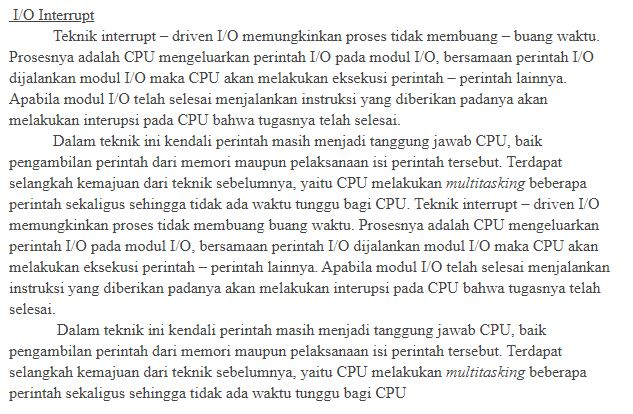 I/O Interrupt
Teknik interrupt – driven I/O memungkinkan proses tidak membuang – buang waktu.
Prosesnya adalah CPU mengeluarkan perintah I/O pada modul I/O, bersamaan perintah I/O
dijalankan modul I/O maka CPU akan melakukan eksekusi perintah – perintah lainnya.
Apabila modul I/O telah selesai menjalankan instruksi yang diberikan padanya akan
melakukan interupsi pada CPU bahwa tugasnya telah selesai.
Dalam teknik ini kendali perintah masih menjadi tanggung jawab CPU, baik
pengambilan perintah dari memori maupun pelaksanaan isi perintah tersebut. Terdapat
selangkah kemajuan dari teknik sebelumnya, yaitu CPU melakukan multitasking beberapa
perintah sekaligus sehingga tidak ada waktu tunggu bagi CPU. Teknik interrupt – driven I/O
memungkinkan proses tidak membuang buang waktu. Prosesnya adalah CPU mengeluarkan
perintah I/O pada modul I/O, bersamaan perintah I/O dijalankan modul I/O maka CPU akan
melakukan eksekusi perintah – perintah lainnya. Apabila modul I/O telah selesai menjalankan
instruksi yang diberikan padanya akan melakukan interupsi pada CPU bahwa tugasnya telah
selesai.
Dalam teknik ini kendali perintah masih menjadi tanggung jawab CPU, baik
pengambilan perintah dari memori maupun pelaksanaan isi perintah tersebut. Terdapat
selangkah kemajuan dari teknik sebelumnya, yaitu CPU melakukan multitasking beberapa
perintah sekaligus sehingga tidak ada waktu tunggu bagi CPU